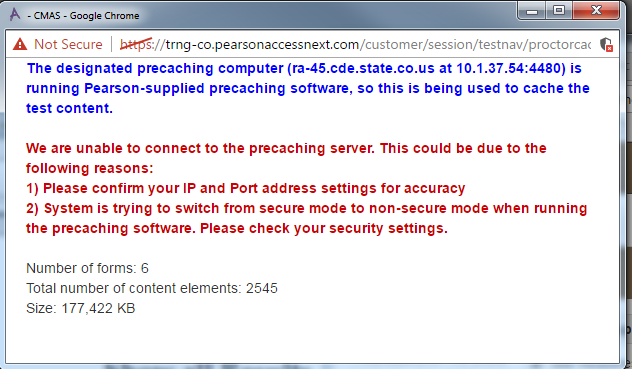 - CMAS - Google Chrome
Not Secure | https://trng-co.pearsonaccessnext.com/customer/session/testnav/proctorcac
The designated precaching computer (ra-45.cde.state.co.us at 10.1.37.54:4480) is
running Pearson-supplied precaching software, so this is being used to cache the
test content.
We are unable to connect to the precaching server. This could be due to the
following reasons:
1) Please confirm your IP and Port address settings for accuracy
2) System is trying to switch from secure mode to non-secure mode when running
the precaching software. Please check your security settings.
Number of forms: 6
Total number of content elements: 2545
Size: 177,422 KB